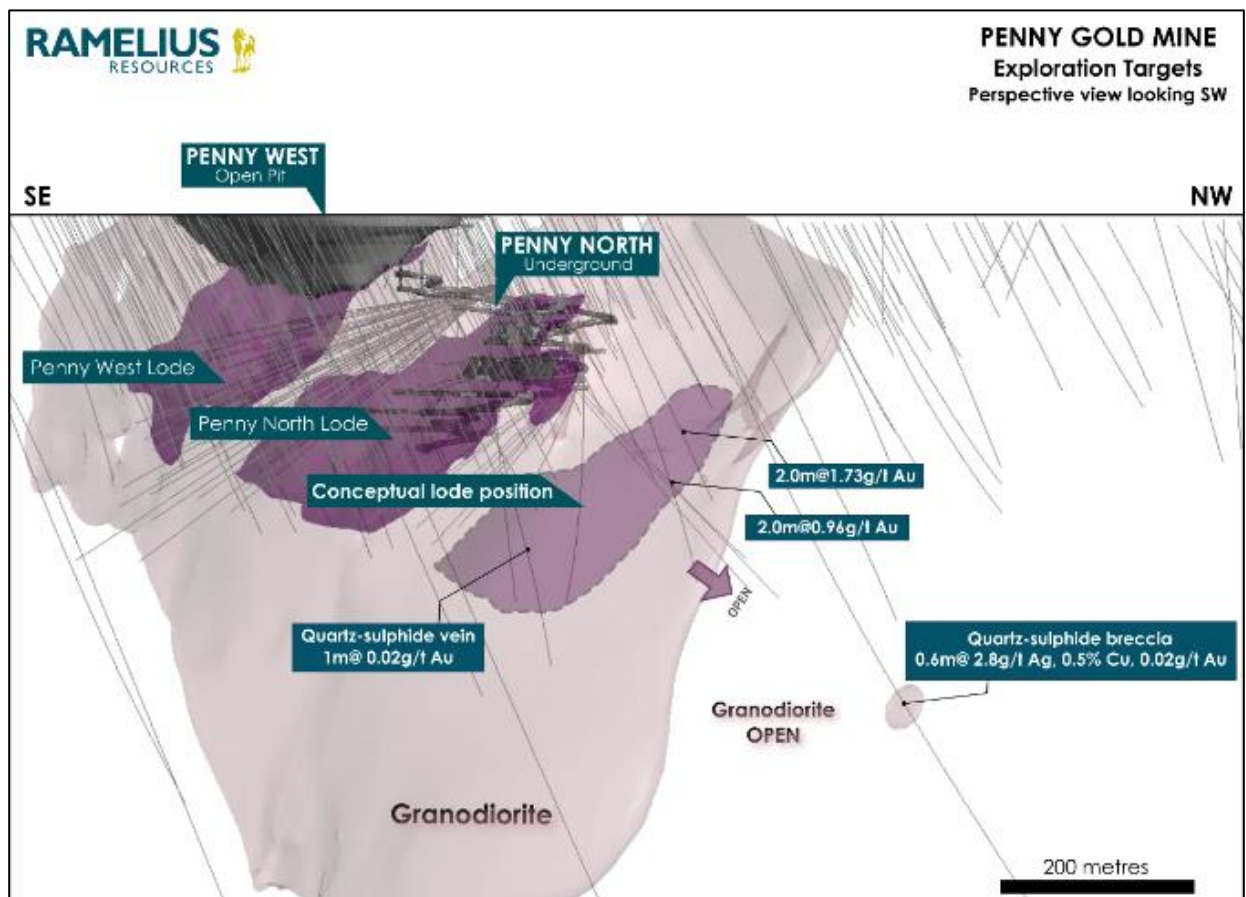 RAMELIUS
RESOURCES
PENNY GOLD MINE
Exploration Targets
Perspective view looking SW
PENNY WEST
Open Pit
SE
NW
PENNY NORTH
Underground
Penny West Lode
Penny North Lode
Conceptual lode position
2.0m@1.73g/t Au
2.0m@0.96g/t Au
OPEN
Quartz-sulphide vein
1m@ 0.02g/t Au
Quartz-sulphide breccia
0.6m@ 2.8g/t Ag, 0.5% Cu, 0.02g/t Au
Granodiorite
OPEN
Granodiorite
200 metres